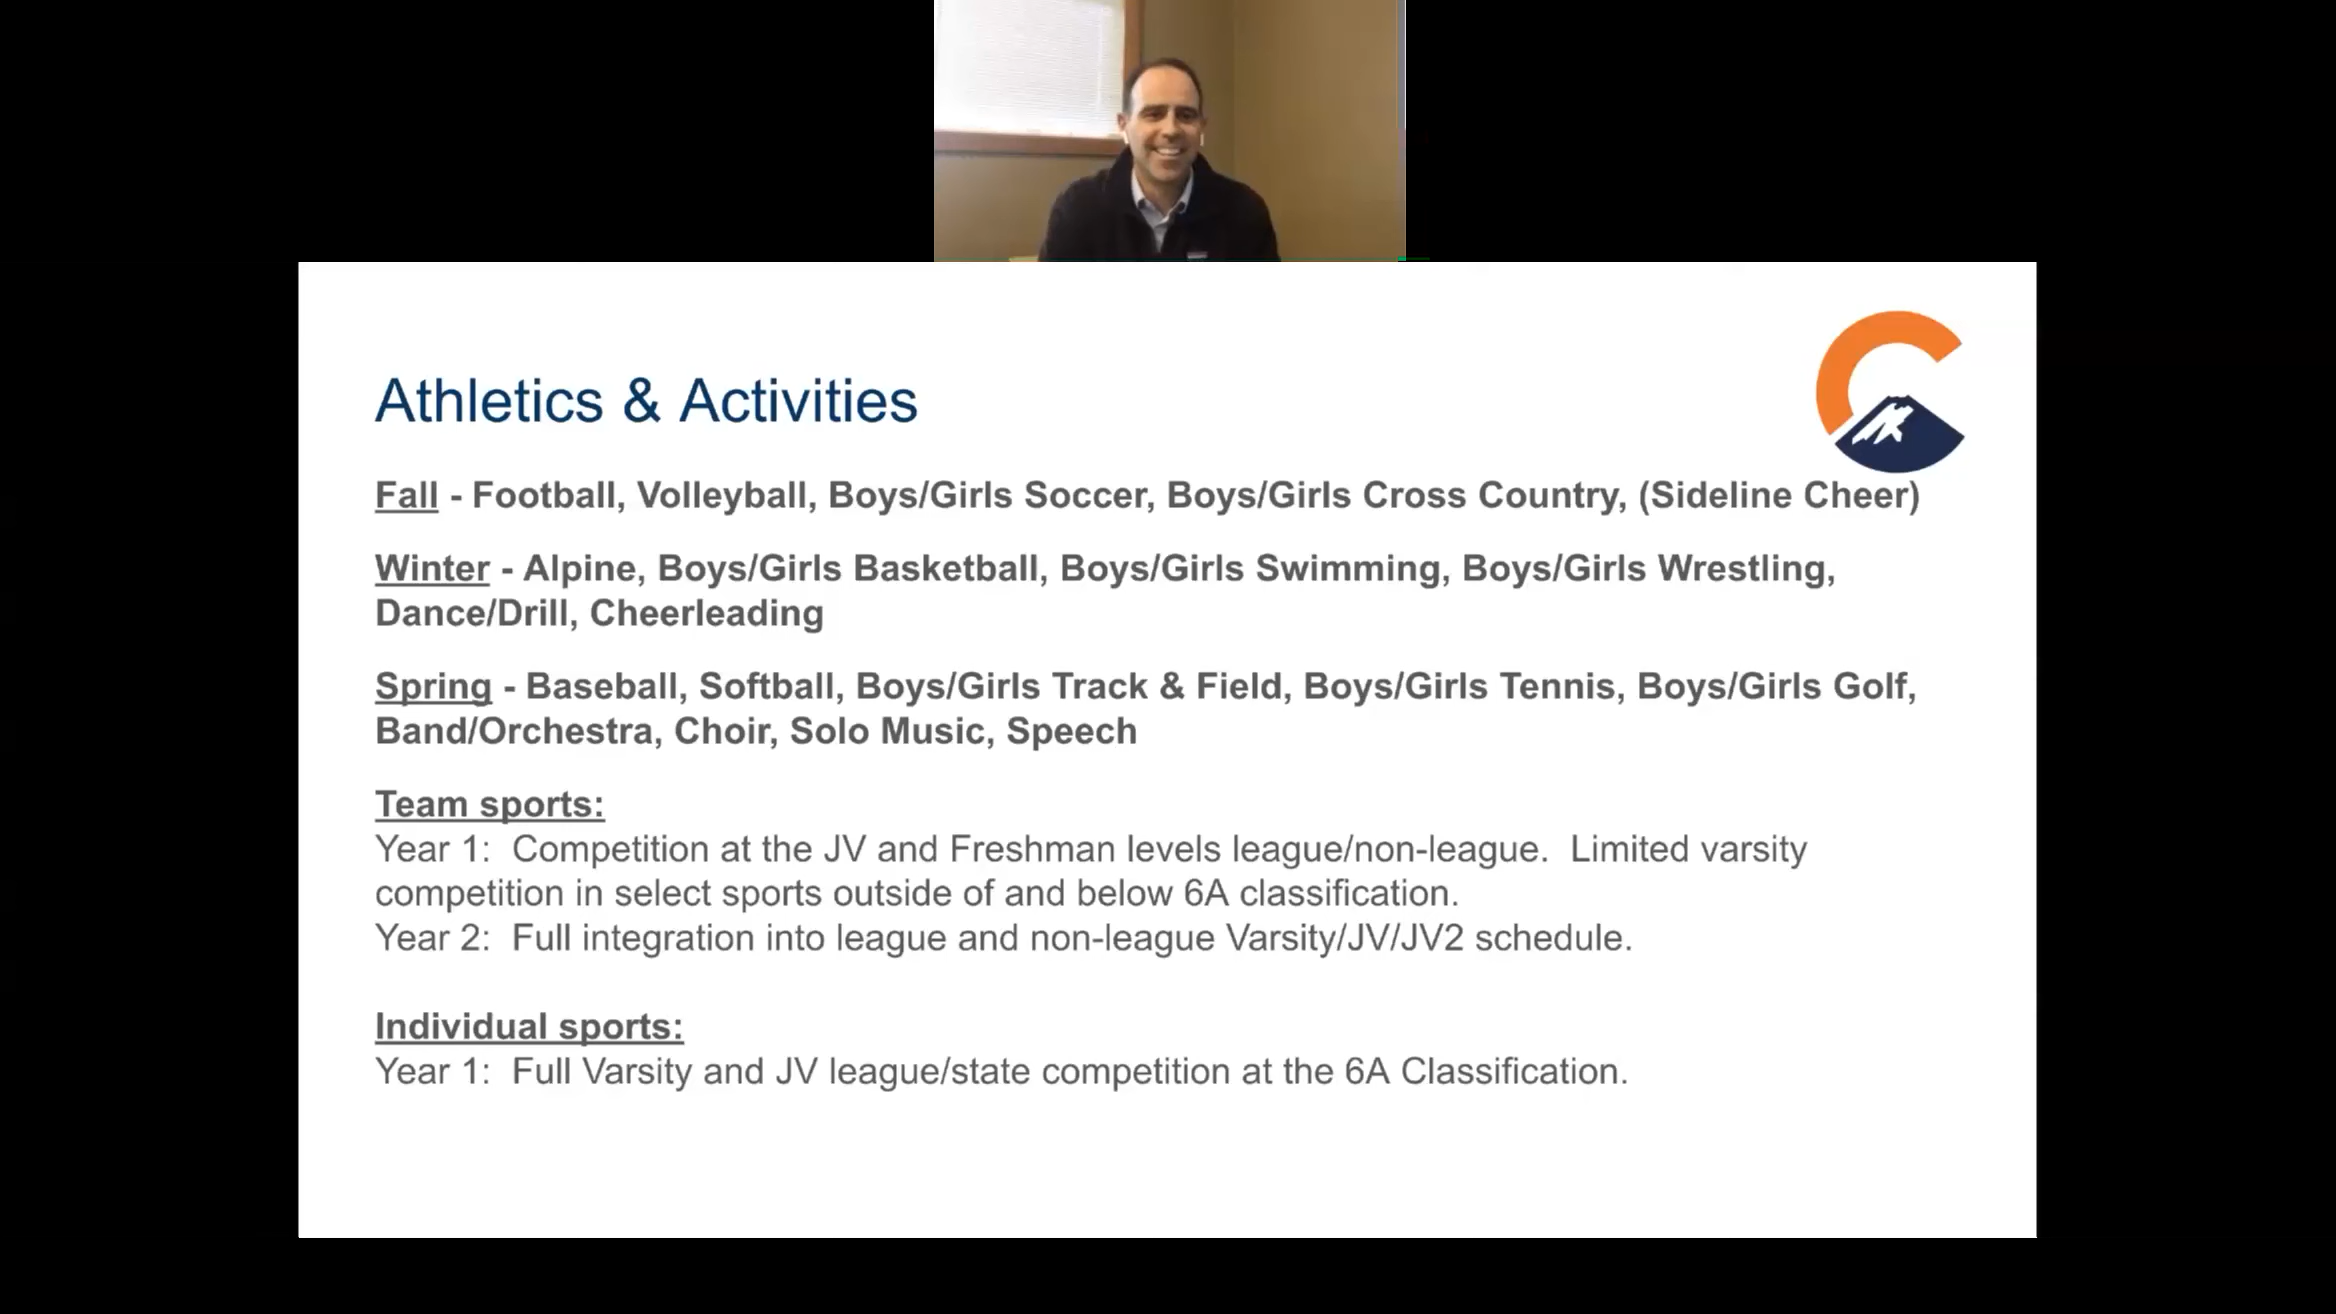 Athletics & Activities
Fall - Football, Volleyball, Boys/Girls Soccer, Boys/Girls Cross Country, (Sideline Cheer)
Winter - Alpine, Boys/Girls Basketball, Boys/Girls Swimming, Boys/Girls Wrestling,
Dance/Drill, Cheerleading
Spring - Baseball, Softball, Boys/Girls Track & Field, Boys/Girls Tennis, Boys/Girls Golf,
Band/Orchestra, Choir, Solo Music, Speech
Team sports:
Year 1:  Competition at the JV and Freshman levels league/non-league.  Limited varsity
competition in select sports outside of and below 6A classification.
Year 2:  Full integration into league and non-league Varsity/JV/JV2 schedule.
Individual sports:
Year 1:  Full Varsity and JV league/state competition at the 6A Classification.